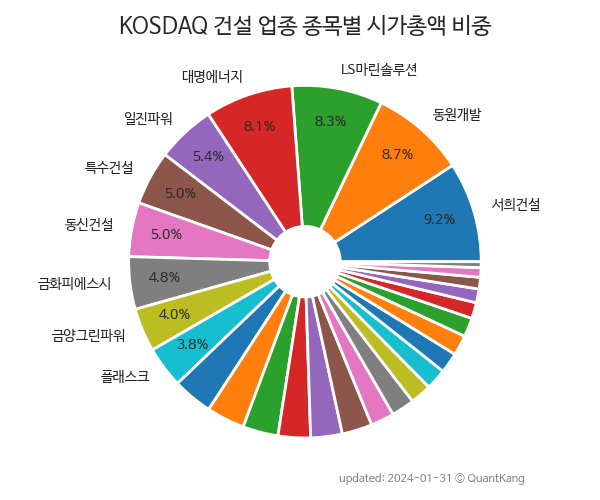 KOSDAQ 건설 업종 종목별 시가총액 비중
LS마린솔루션
대명에너지
동원개발
일진파워
8.3%
8.1%
5.4%
8.7%
특수건설
5.0%
서희건설
9.2%
동신건설
5.0%
금화피에스시
4.8%
금양그린파워
4.0%
3.8%
플래스크
updated: 2024-01-31 © QuantKang